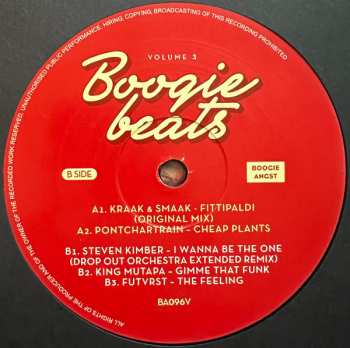 ALL RIGHTS OF THE PRODUCER AND OF THE OWNER OF THE RECORDED WORK RESERVED. UNAUTHORISED PUBLIC PERFORMANCE, HIRING, COPYING, BROADCASTING OF THIS RECORDING PROHIBITED
VOLUME 3
Boogie
beats
B SIDE
BOOGIE
ANGST
A1. KRAAK & SMAAK - FITTIPALDI
(ORIGINAL MIX)
A2. PONTCHARTRAIN - CHEAP PLANTS
B1. STEVEN KIMBER - I WANNA BE THE ONE
(DROP OUT ORCHESTRA EXTENDED REMIX)
B2. KING MUTAPA - GIMME THAT FUNK
B3. FUTVRST - THE FEELING
BA096V